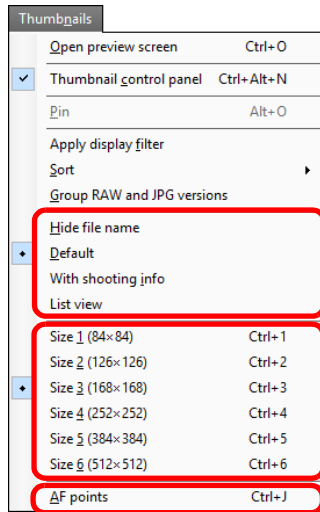 Thumbnails
Open preview screen Ctrl+O
Thumbnail control panel Ctrl+Alt+N
Pin Alt+O
Apply display filter
Sort
Group RAW and JPG versions
Hide file name
Default
With shooting info
List view
Size 1 (84×84) Ctrl+1
Size 2 (126×126) Ctrl+2
Size 3 (168×168) Ctrl+3
Size 4 (252×252) Ctrl+4
Size 5 (384×384) Ctrl+5
Size 6 (512×512) Ctrl+6
AF points Ctrl+J